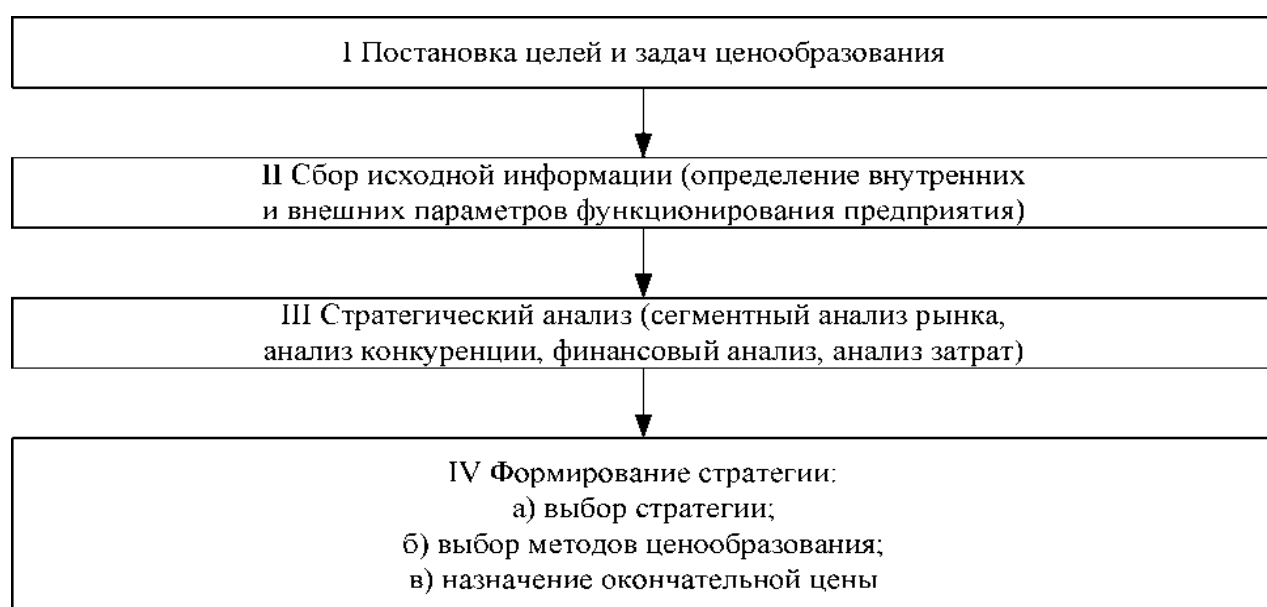 I Постановка целей и задач ценообразования
II Сбор исходной информации (определение внутренних
и внешних параметров функционирования предприятия)
III Стратегический анализ (сегментный анализ рынка,
анализ конкуренции, финансовый анализ, анализ затрат)
IV Формирование стратегии:
а) выбор стратегии;
б) выбор методов ценообразования;
в) назначение окончательной цены